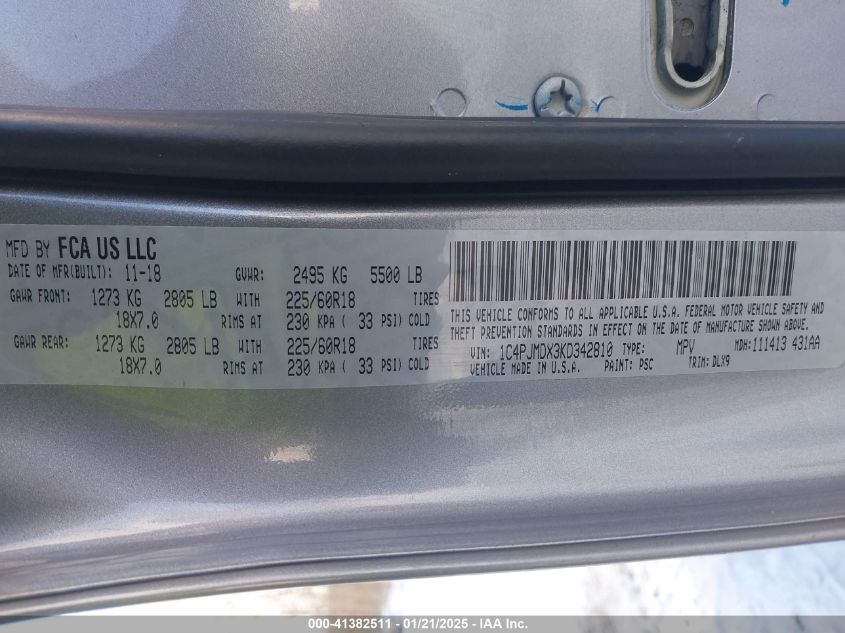 MFD BY FCA US LLC
DATE OF MFR(BUILT): 11-18 GVWR: 2495 KG 5500 LB
GAWR FRONT: 1273 KG 2805 LB WITH 225/60R18 TIRES
18X7.0 RIMS AT 230 KPA ( 33 PSI) COLD
GAWR REAR: 1273 KG 2805 LB WITH 225/60R18 TIRES
18X7.0 RIMS AT 230 KPA ( 33 PSI) COLD
THIS VEHICLE CONFORMS TO ALL APPLICABLE U.S.A. FEDERAL MOTOR VEHICLE SAFETY AND
THEFT PREVENTION STANDARDS IN EFFECT ON THE DATE OF MANUFACTURE SHOWN ABOVE.
VIN: 1C4PJMDX3KD342810 TYPE: MPV MDH:111413 431AA
VEHICLE MADE IN U.S.A. PAINT: PSC TRIM: DLX9
000-41382511 - 01/21/2025 - IAA Inc.